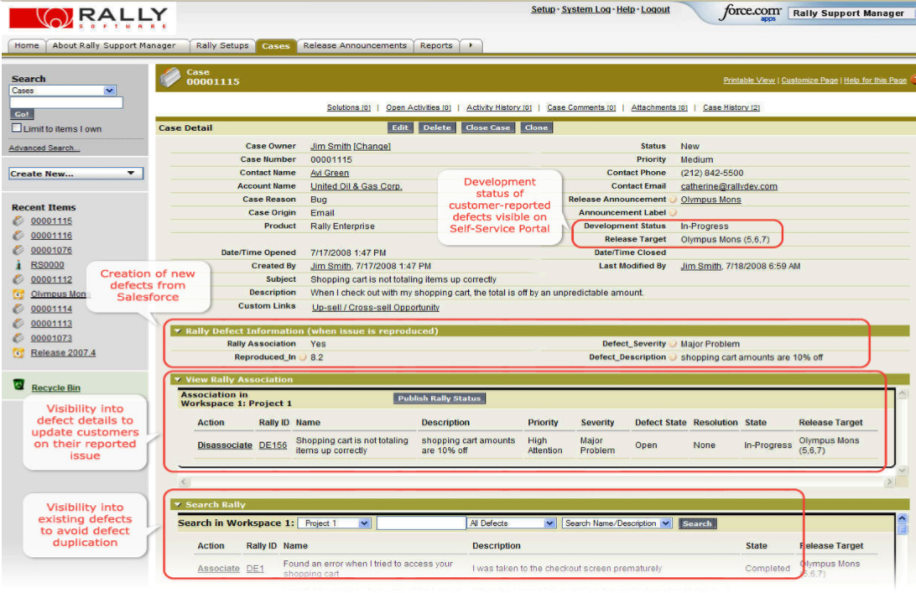 RALLY
SOFTWARE
Setup · System Log · Help · Logout
force.com
apps
Rally Support Manager
Home
About Rally Support Manager
Rally Setups
Cases
Release Announcements
Reports
Search
Cases
Go!
Limit to items I own
Advanced Search...
Create New...
Recent Items
00001115
00001116
00001076
RS0000
00001112
Olympus Mon
00001114
00001113
00001073
Release 2007.4
Recycle Bin
Case
00001115
Printable View | Customize Page | Help for this Page
Solutions [0] | Open Activities [0] | Activity History [0] | Case Comments [0] | Attachments [0] | Case History [2]
Case Detail
Edit
Delete
Close Case
Clone
Case Owner Jim Smith [Change]
Status New
Case Number 00001115
Priority Medium
Contact Name Avi Green
Contact Phone (212) 842-5500
Account Name United Oil & Gas Corp.
Contact Email catherine@rallydev.com
Case Reason Bug
Release Announcement Olympus Mons
Case Origin Email
Announcement Label
Product Rally Enterprise
Development Status In-Progress
Release Target Olympus Mons (5,6,7)
Date/Time Opened 7/17/2008 1:47 PM
Date/Time Closed
Created By Jim Smith, 7/17/2008 1:47 PM
Last Modified By Jim Smith, 7/18/2008 6:59 AM
Subject Shopping cart is not totaling items up correctly
Description When I check out with my shopping cart, the total is off by an unpredictable amount.
Custom Links Up-sell / Cross-sell Opportunity
Development
status of
customer-reported
defects visible on
Self-Service Portal
Creation of new
defects from
Salesforce
Rally Defect Information (when issue is reproduced)
Rally Association Yes
Defect_Severity Major Problem
Reproduced_In 8.2
Defect_Description shopping cart amounts are 10% off
View Rally Association
Association in
Workspace 1: Project 1
Publish Rally Status
Action Rally ID Name Description Priority Severity Defect State Resolution State Release Target
Disassociate DE156 Shopping cart is not totaling items up correctly shopping cart amounts are 10% off High Attention Major Problem Open None In-Progress Olympus Mons (5,6,7)
Visibility into
defect details to
update customers
on their reported
issue
Search Rally
Search in Workspace 1: Project 1 All Defects Search Name/Description Search
Action Rally ID Name Description State Release Target
Associate DE1 Found an error when I tried to access your shopping cart I was taken to the checkout screen prematurely Completed Olympus Mons (5,6,7)
Visibility into
existing defects
to avoid defect
duplication